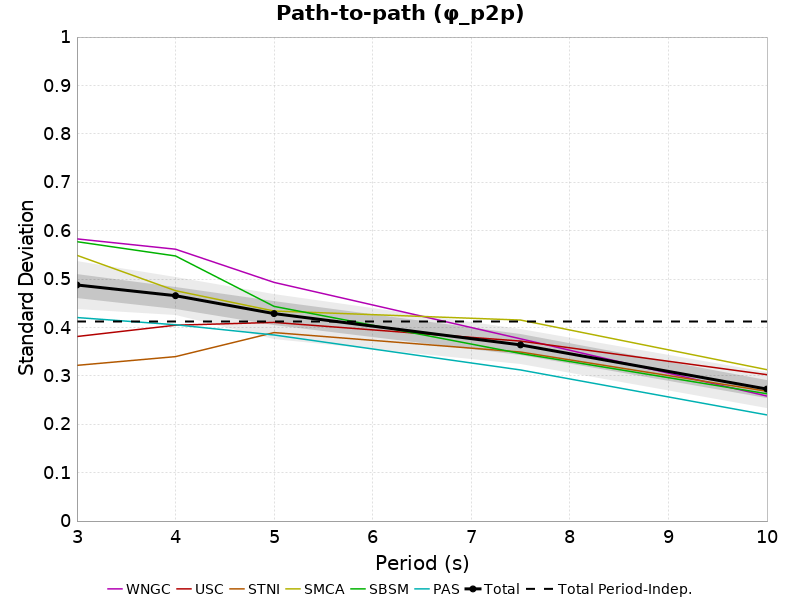 Path-to-path (φ_p2p)
1
0.9
0.8
0.7
0.6
0.5
0.4
0.3
0.2
0.1
0
Standard Deviation
3 4 5 6 7 8 9 10
Period (s)
WNGC USC STNI SMCA SBSM PAS Total Total Period-Indep.